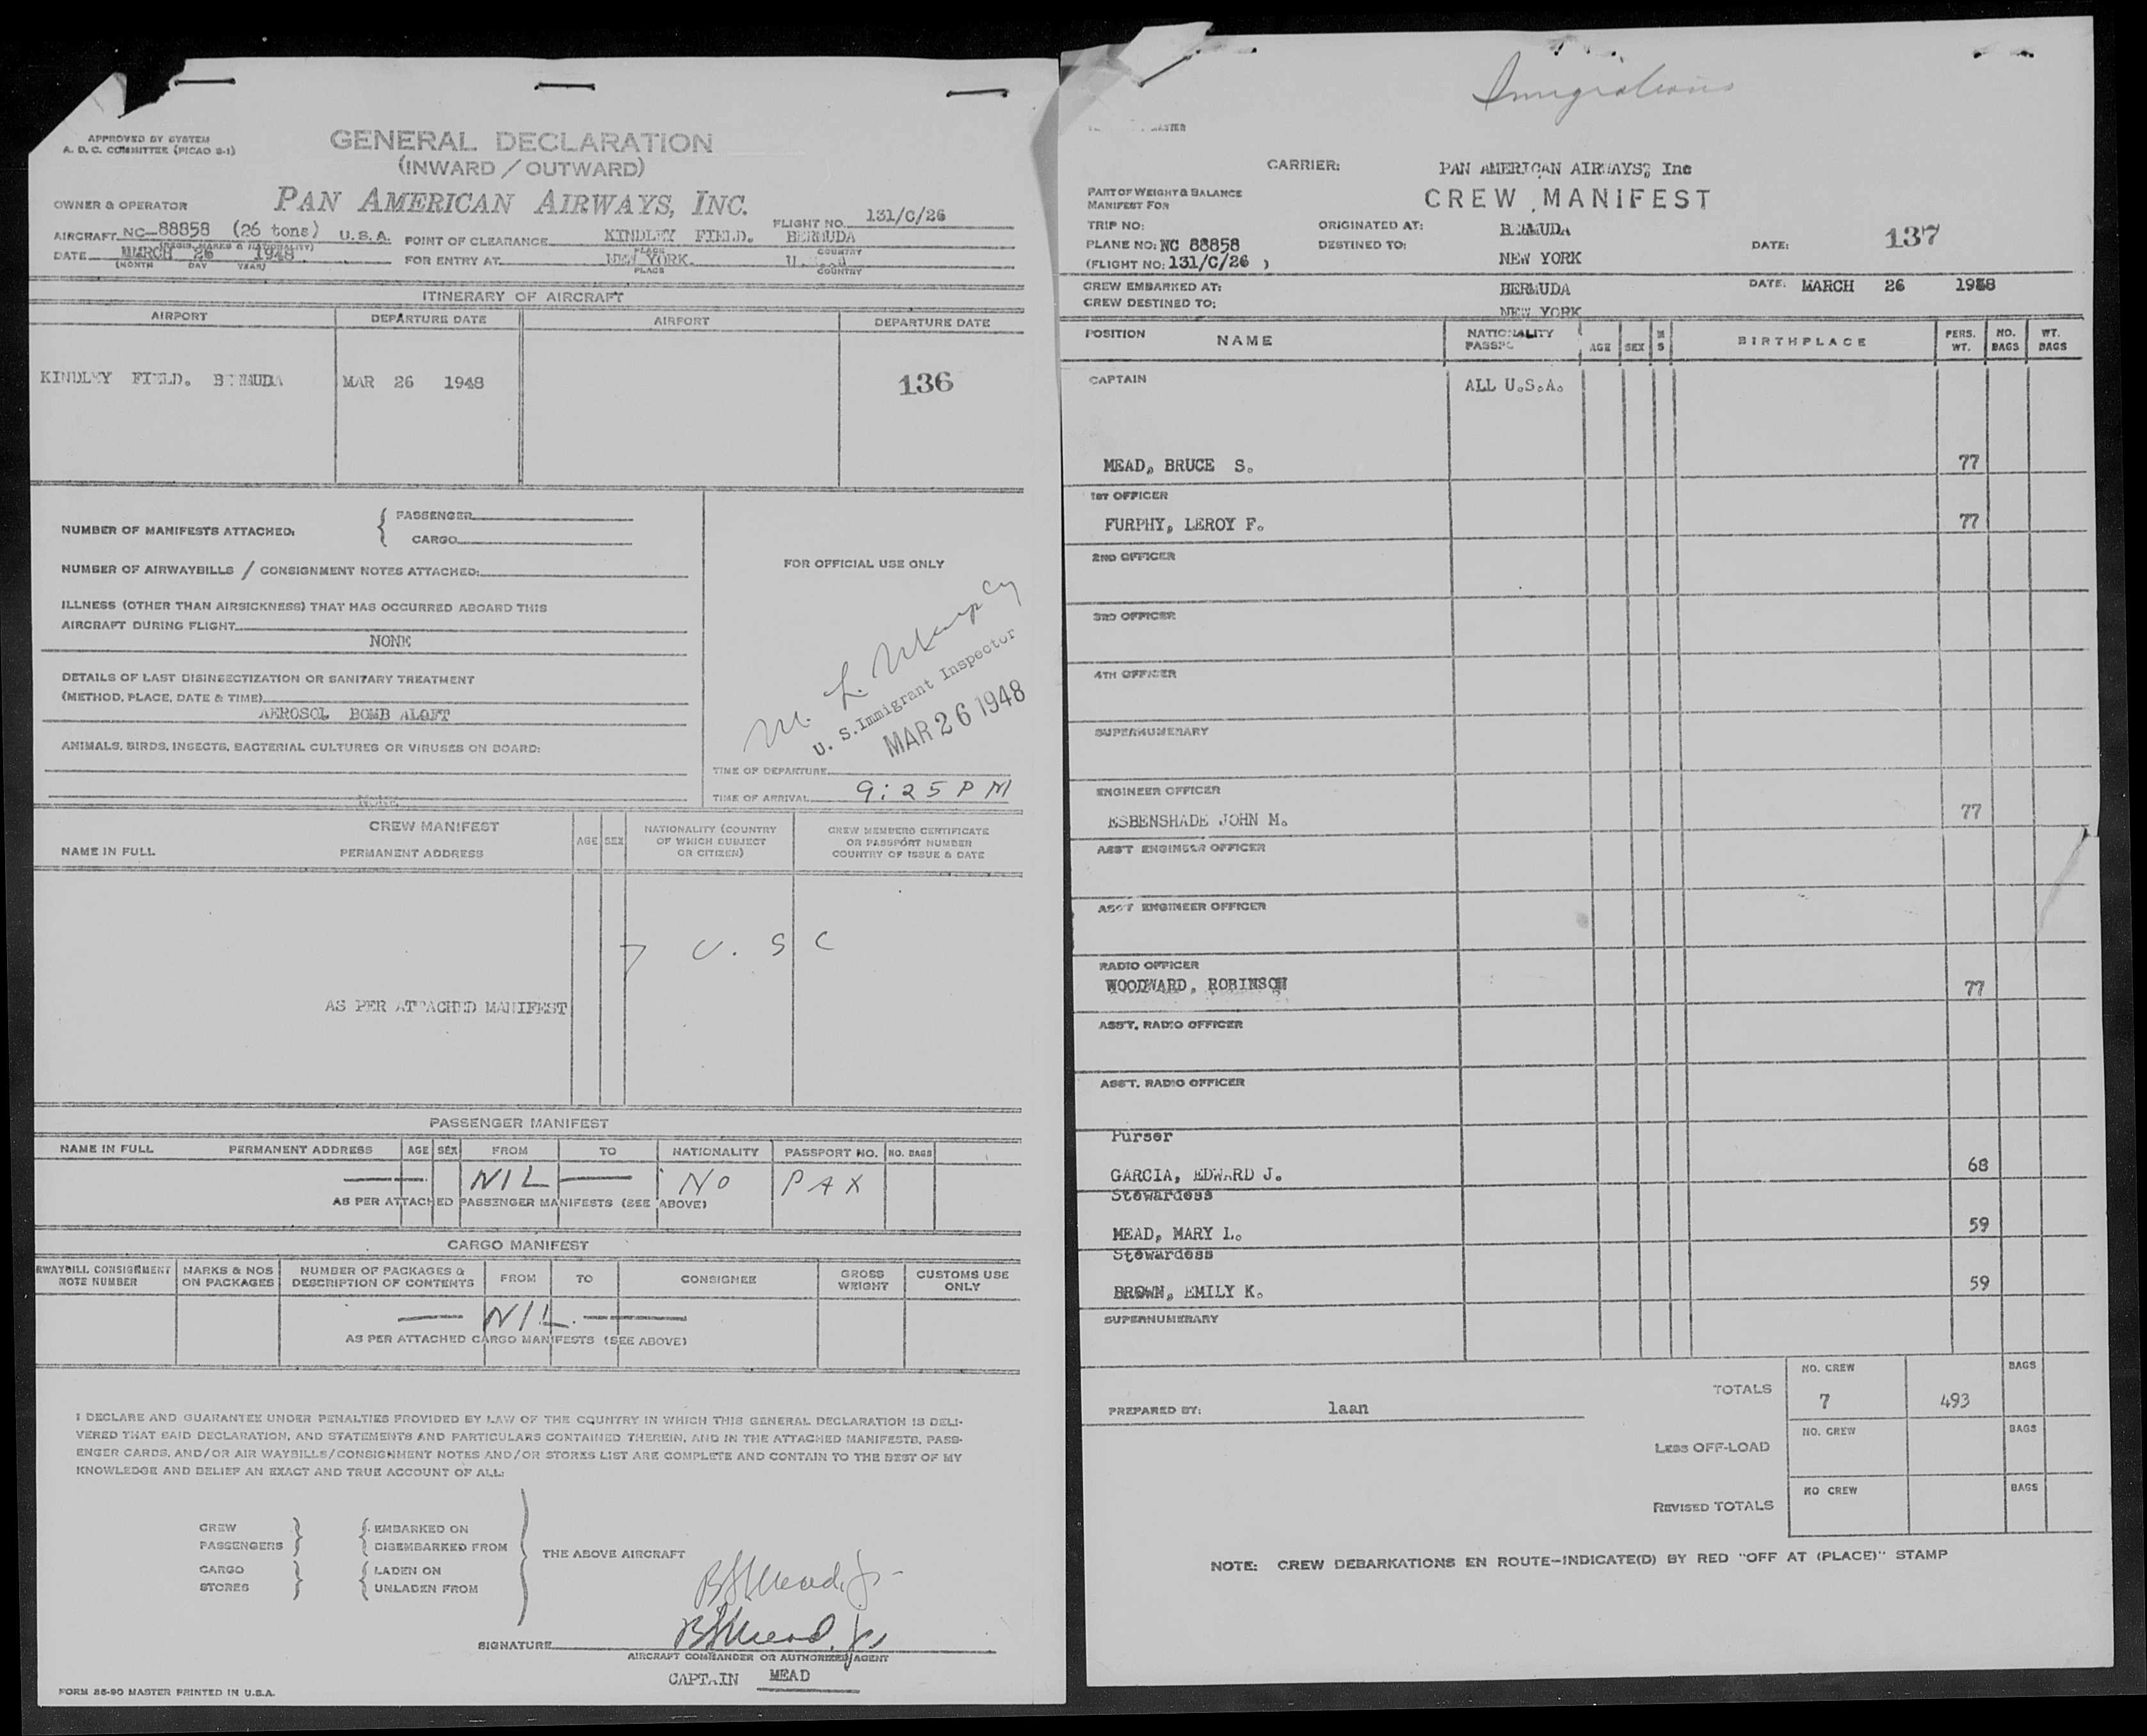 APPROVED BY SYSTEM
A. D. C. COMMITTEE (PICAO S-1)
GENERAL DECLARATION
(INWARD / OUTWARD)
OWNER & OPERATOR PAN AMERICAN AIRWAYS, INC. FLIGHT NO. 131/C/26
AIRCRAFT NC-88858 (26 tons) U.S.A. POINT OF CLEARANCE KINDLEY FIELD. BERMUDA
(REGIS. MARKS & NATIONALITY) PLACE COUNTRY
DATE MARCH 26 1948 FOR ENTRY AT NEW YORK
(MONTH DAY YEAR) PLACE COUNTRY
ITINERARY OF AIRCRAFT
AIRPORT DEPARTURE DATE AIRPORT DEPARTURE DATE
KINDLEY FIELD. BERMUDA MAR 26 1948 136
NUMBER OF MANIFESTS ATTACHED: { PASSENGER
CARGO
NUMBER OF AIRWAYBILLS / CONSIGNMENT NOTES ATTACHED:
ILLNESS (OTHER THAN AIRSICKNESS) THAT HAS OCCURRED ABOARD THIS
AIRCRAFT DURING FLIGHT
NONE
DETAILS OF LAST DISINSECTIZATION OR SANITARY TREATMENT
(METHOD, PLACE, DATE & TIME)
AEROSOL BOMB ALOFT
ANIMALS, BIRDS, INSECTS, BACTERIAL CULTURES OR VIRUSES ON BOARD:
NONE
FOR OFFICIAL USE ONLY
M. L.
U. S. Immigrant Inspector
MAR 26 1948
TIME OF DEPARTURE
TIME OF ARRIVAL 9:25 PM
CREW MANIFEST
NAME IN FULL PERMANENT ADDRESS AGE SEX NATIONALITY (COUNTRY OF WHICH SUBJECT OR CITIZEN) CREW MEMBERS CERTIFICATE OR PASSPORT NUMBER COUNTRY OF ISSUE & DATE
7 U. S C
AS PER ATTACHED MANIFEST
PASSENGER MANIFEST
NAME IN FULL PERMANENT ADDRESS AGE SEX FROM TO NATIONALITY PASSPORT NO. NO. BAGS
NIL NO PAX
AS PER ATTACHED PASSENGER MANIFESTS (SEE ABOVE)
CARGO MANIFEST
RWAYBILL CONSIGNMENT NOTE NUMBER MARKS & NOS ON PACKAGES NUMBER OF PACKAGES & DESCRIPTION OF CONTENTS FROM TO CONSIGNEE GROSS WEIGHT CUSTOMS USE ONLY
NIL.
AS PER ATTACHED CARGO MANIFESTS (SEE ABOVE)
I DECLARE AND GUARANTEE UNDER PENALTIES PROVIDED BY LAW OF THE COUNTRY IN WHICH THIS GENERAL DECLARATION IS DELI-
VERED THAT SAID DECLARATION, AND STATEMENTS AND PARTICULARS CONTAINED THEREIN, AND IN THE ATTACHED MANIFESTS, PASS-
ENGER CARDS, AND/OR AIR WAYBILLS/CONSIGNMENT NOTES AND/OR STORES LIST ARE COMPLETE AND CONTAIN TO THE BEST OF MY
KNOWLEDGE AND BELIEF AN EXACT AND TRUE ACCOUNT OF ALL:
CREW EMBARKED ON
PASSENGERS DISEMBARKED FROM
THE ABOVE AIRCRAFT
CARGO LADEN ON
STORES UNLADEN FROM
BSMead, Jr
SIGNATURE BSMead, Jr
AIRCRAFT COMMANDER OR AUTHORIZED AGENT
CAPTAIN MEAD
FORM 85-90 MASTER PRINTED IN U.S.A.
Immigrations
CARRIER: PAN AMERICAN AIRWAYS, Inc
PART OF WEIGHT & BALANCE
MANIFEST FOR CREW MANIFEST
TRIP NO: ORIGINATED AT: BERMUDA
PLANE NO: NC 88858 DESTINED TO: NEW YORK DATE: 137
(FLIGHT NO: 131/C/26 )
CREW EMBARKED AT: BERMUDA DATE: MARCH 26 1948
CREW DESTINED TO: NEW YORK
POSITION NAME NATIONALITY AGE SEX M S BIRTHPLACE PERS. WT. NO. BAGS WT. BAGS
CAPTAIN ALL U.S.A.
MEAD, BRUCE S. 77
1ST OFFICER
FURPHY, LEROY F. 77
2ND OFFICER
3RD OFFICER
4TH OFFICER
SUPERNUMERARY
ENGINEER OFFICER
ESBENSHADE JOHN M. 77
ASS'T ENGINEER OFFICER
ASS'T ENGINEER OFFICER
RADIO OFFICER
WOODWARD, ROBINSON 77
ASS'T. RADIO OFFICER
ASS'T. RADIO OFFICER
Purser
GARCIA, EDWARD J. 68
Stewardess
MEAD, MARY L. 59
Stewardess
BROWN, EMILY K. 59
SUPERNUMERARY
TOTALS NO. CREW 7 493 BAGS
PREPARED BY: laan
LESS OFF-LOAD NO. CREW BAGS
REVISED TOTALS NO CREW BAGS
NOTE: CREW DEBARKATIONS EN ROUTE-INDICATE(D) BY RED "OFF AT (PLACE)" STAMP